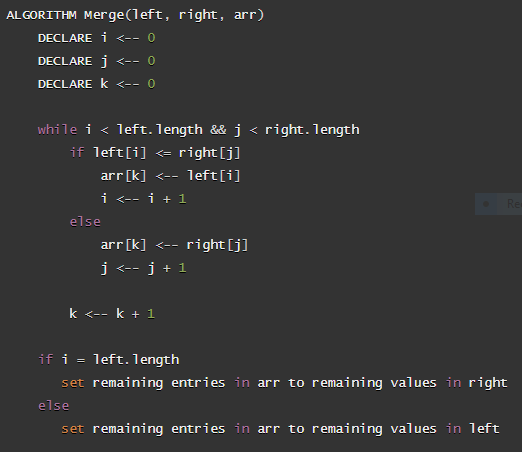 ALGORITHM Merge(left, right, arr)
DECLARE i <-- 0
DECLARE j <-- 0
DECLARE k <-- 0
while i < left.length && j < right.length
if left[i] <= right[j]
arr[k] <-- left[i]
i <-- i + 1
else
arr[k] <-- right[j]
j <-- j + 1
k <-- k + 1
if i = left.length
set remaining entries in arr to remaining values in right
else
set remaining entries in arr to remaining values in left